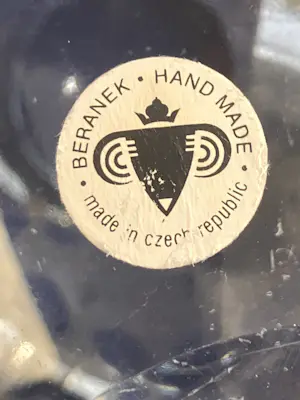 BERANEK · HAND MADE ·
made in czech republic ·